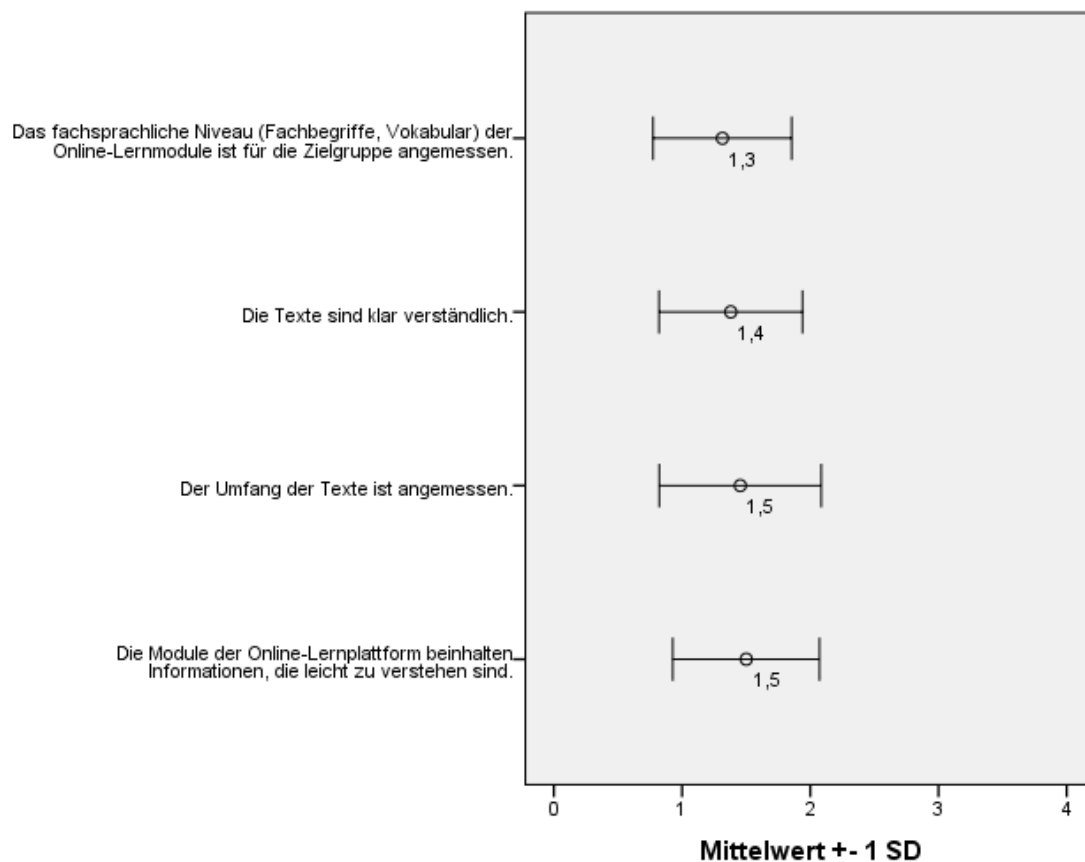 Das fachsprachliche Niveau (Fachbegriffe, Vokabular) der
Online-Lernmodule ist für die Zielgruppe angemessen.
1,3
Die Texte sind klar verständlich.
1,4
Der Umfang der Texte ist angemessen.
1,5
Die Module der Online-Lernplattform beinhalten
Informationen, die leicht zu verstehen sind.
1,5
0 1 2 3 4
Mittelwert +- 1 SD